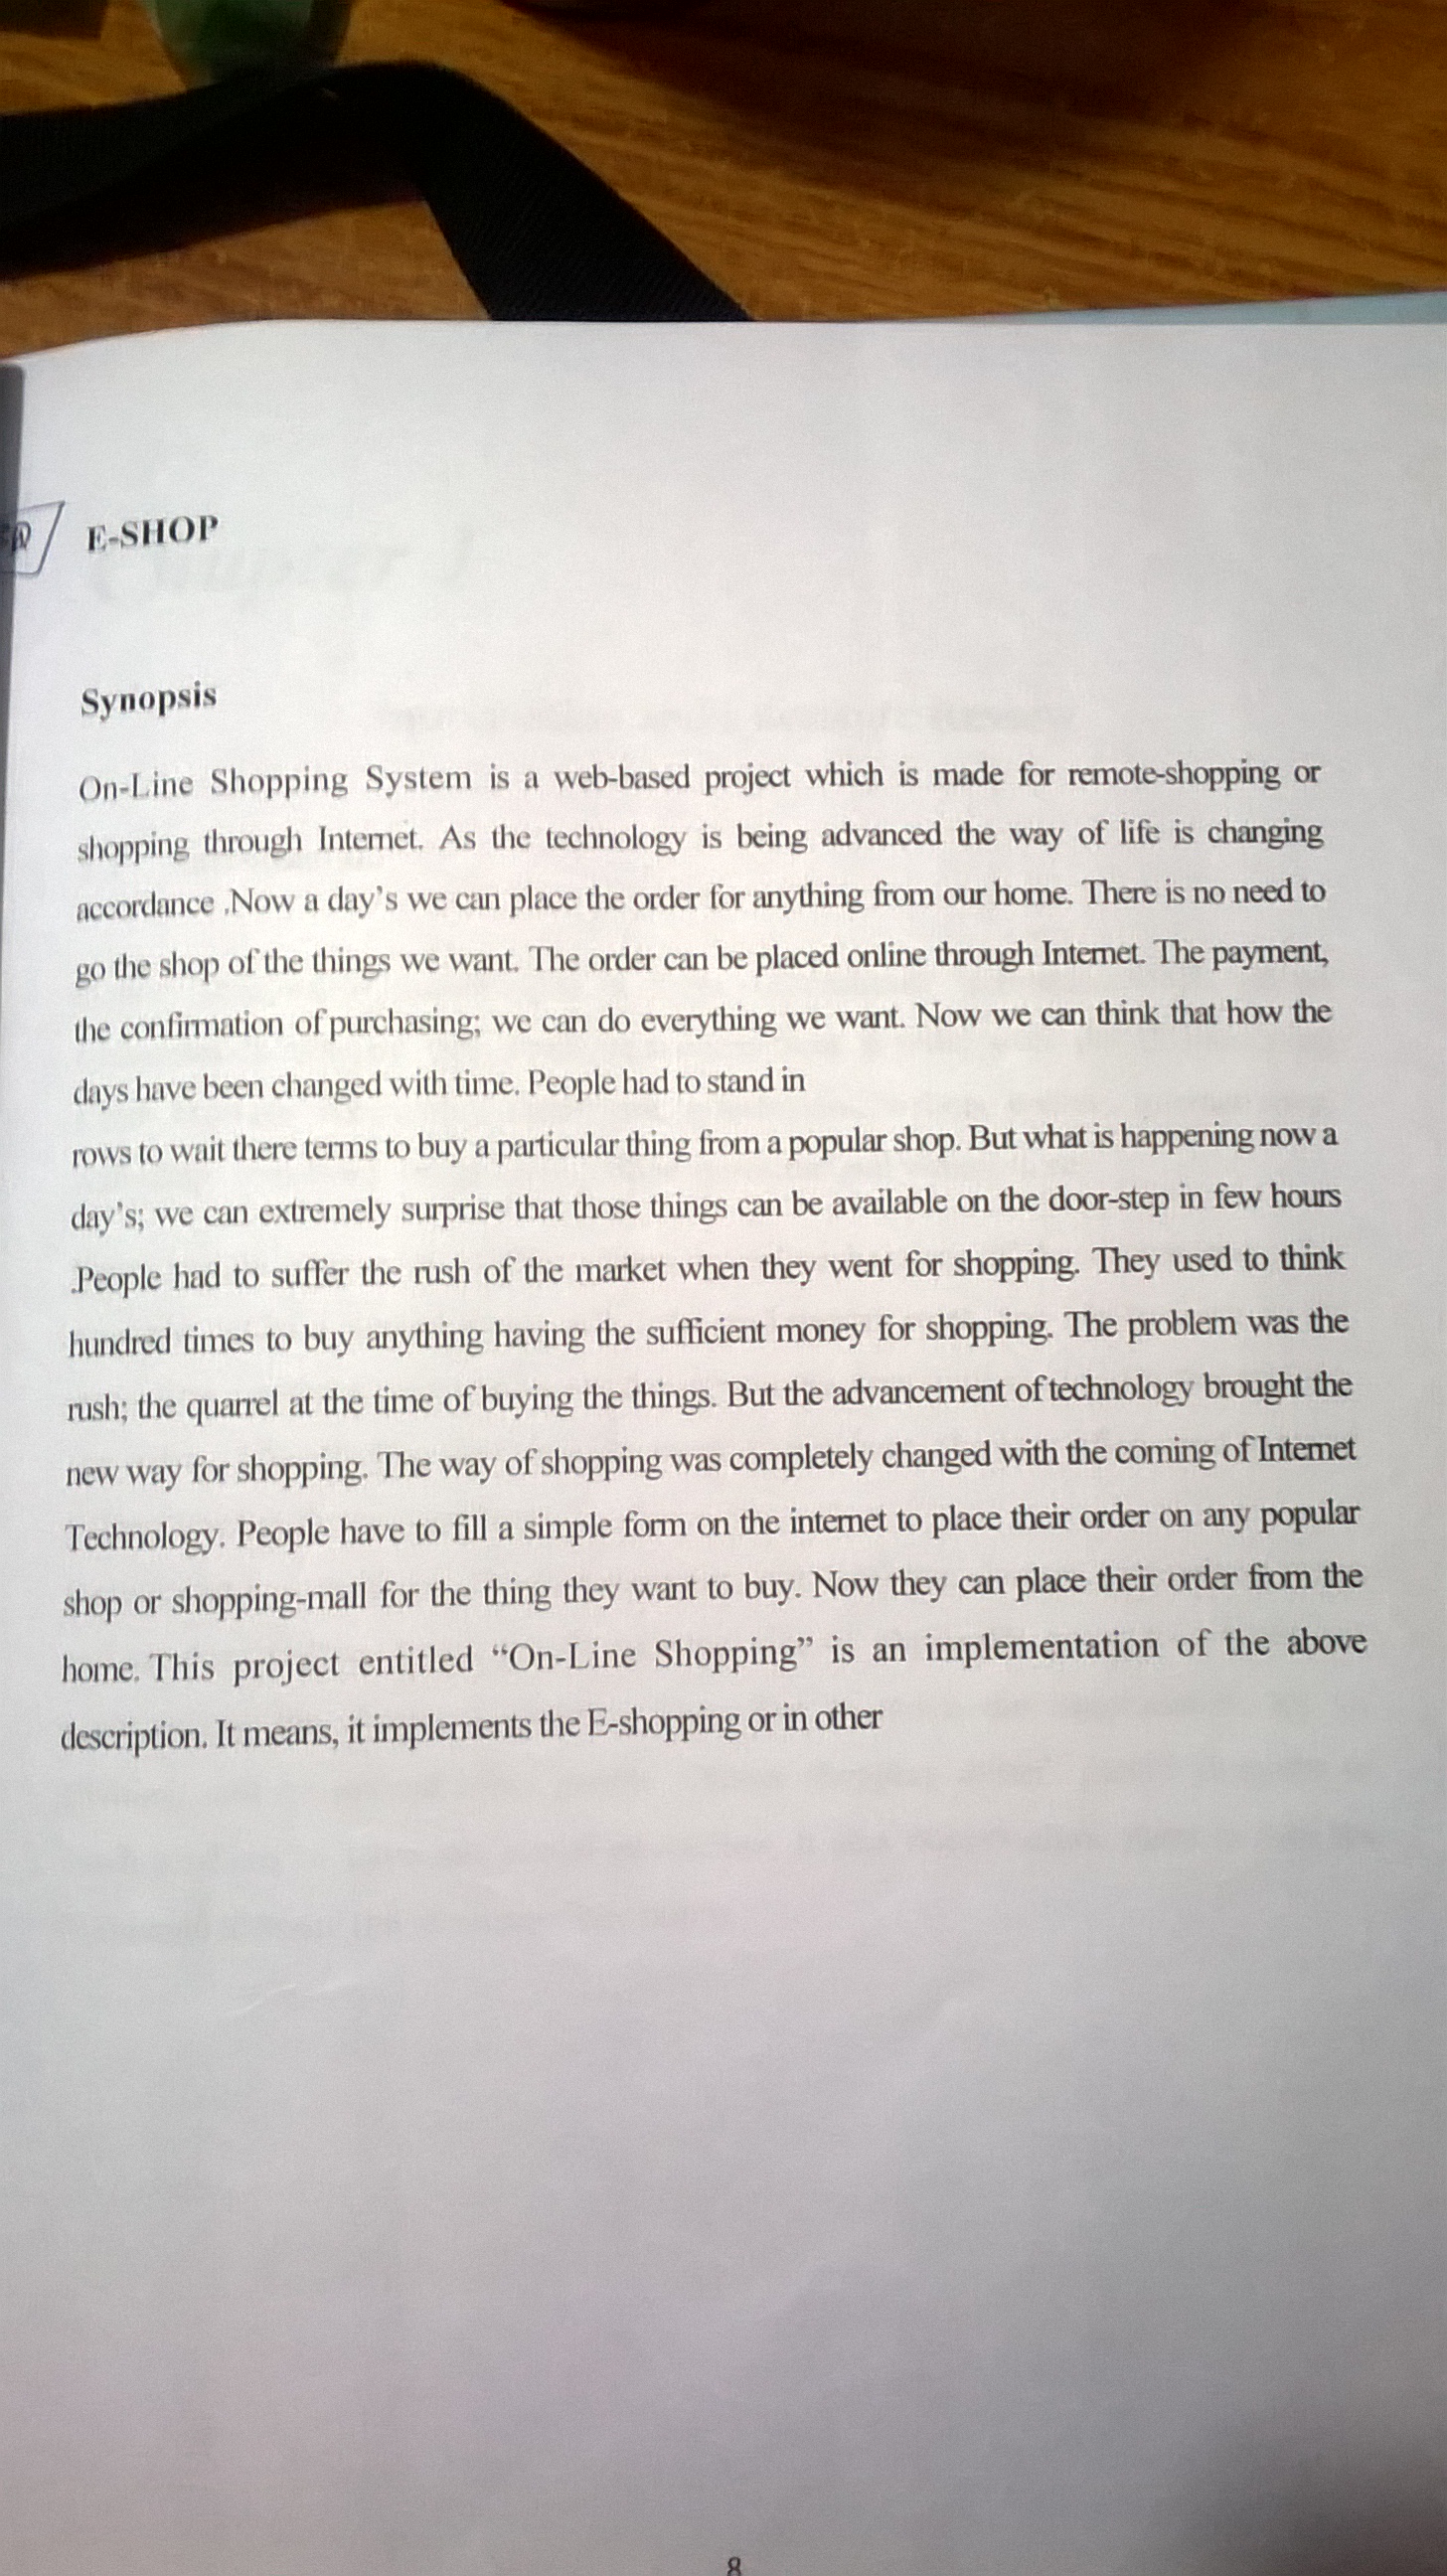 E-SHOP
Synopsis
On-Line Shopping System is a web-based project which is made for remote-shopping or
shopping through Internet. As the technology is being advanced the way of life is changing
accordance .Now a day's we can place the order for anything from our home. There is no need to
go the shop of the things we want. The order can be placed online through Internet. The payment,
the confirmation of purchasing; we can do everything we want. Now we can think that how the
days have been changed with time. People had to stand in
rows to wait there terms to buy a particular thing from a popular shop. But what is happening now a
day's; we can extremely surprise that those things can be available on the door-step in few hours
.People had to suffer the rush of the market when they went for shopping. They used to think
hundred times to buy anything having the sufficient money for shopping. The problem was the
rush; the quarrel at the time of buying the things. But the advancement of technology brought the
new way for shopping. The way of shopping was completely changed with the coming of Internet
Technology. People have to fill a simple form on the internet to place their order on any popular
shop or shopping-mall for the thing they want to buy. Now they can place their order from the
home. This project entitled “On-Line Shopping” is an implementation of the above
description. It means, it implements the E-shopping or in other
8